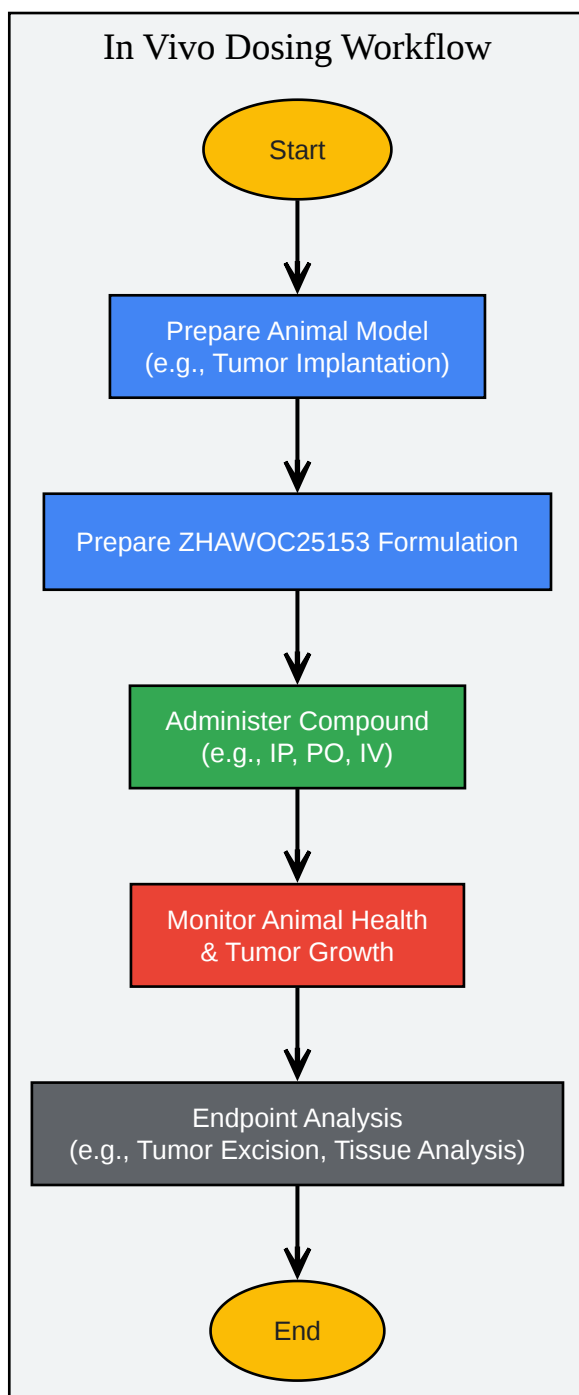 In Vivo Dosing Workflow
Start
Prepare Animal Model
(e.g., Tumor Implantation)
Prepare ZHAWOC25153 Formulation
Administer Compound
(e.g., IP, PO, IV)
Monitor Animal Health
& Tumor Growth
Endpoint Analysis
(e.g., Tumor Excision, Tissue Analysis)
End